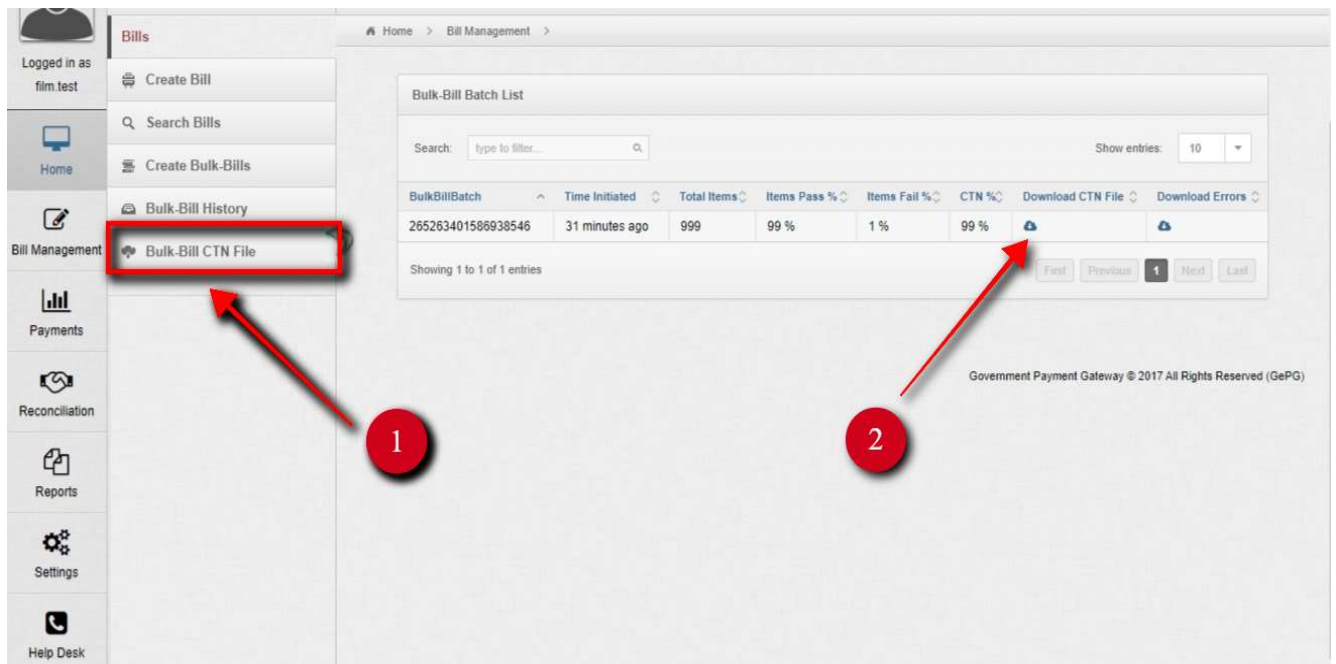 Logged in as
film.test
Home
Bill Management
Payments
Reconciliation
Reports
Settings
Help Desk
Bills
Create Bill
Search Bills
Create Bulk-Bills
Bulk-Bill History
Bulk-Bill CTN File
1
Home > Bill Management >
Bulk-Bill Batch List
Search: type to filter...
Show entries: 10
BulkBillBatch Time Initiated Total Items Items Pass % Items Fail % CTN % Download CTN File Download Errors
265263401586938546 31 minutes ago 999 99 % 1 % 99 %
Showing 1 to 1 of 1 entries
First Previous 1 Next Last
2
Government Payment Gateway © 2017 All Rights Reserved (GePG)